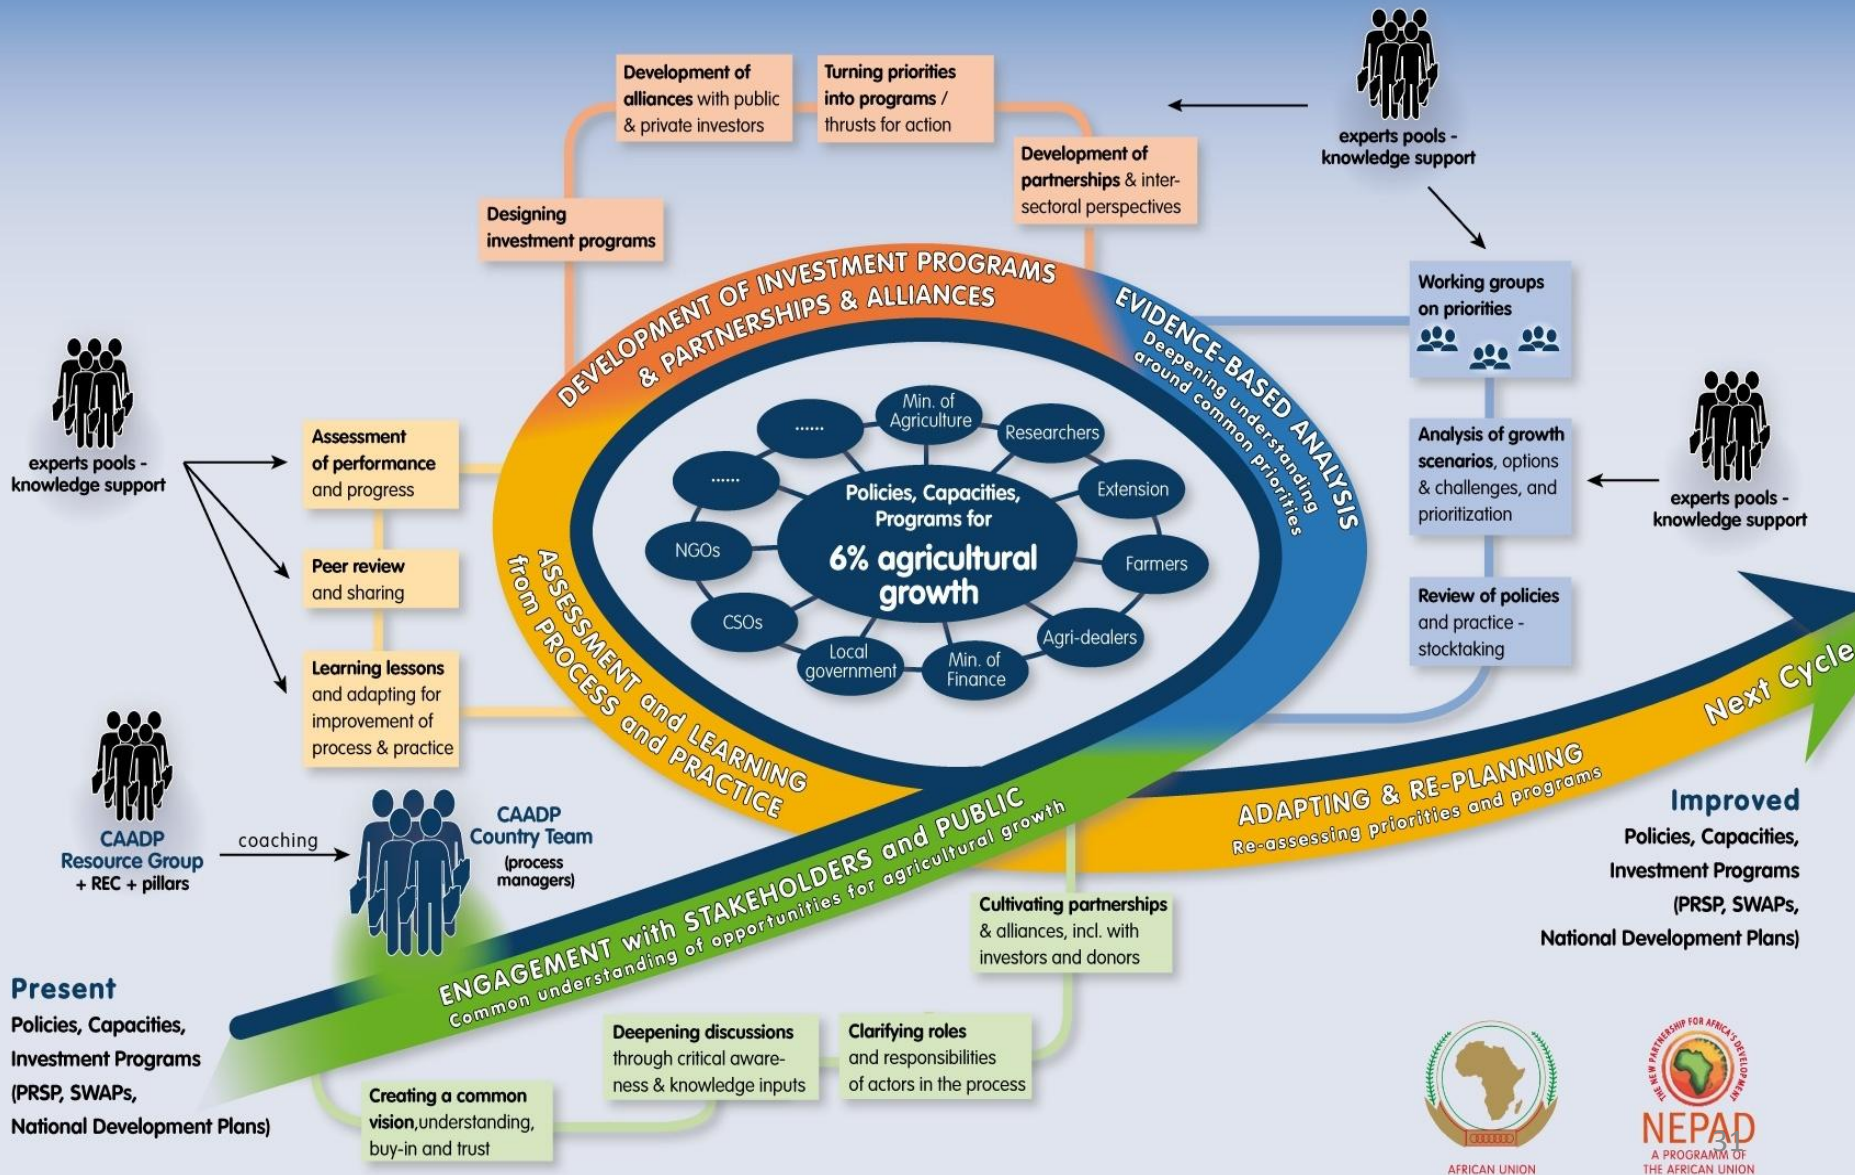 Development of
alliances with public
& private investors
Turning priorities
into programs /
thrusts for action
Development of
partnerships & inter-
sectoral perspectives
Designing
investment programs
experts pools -
knowledge support
DEVELOPMENT OF INVESTMENT PROGRAMS
& PARTNERSHIPS & ALLIANCES
EVIDENCE-BASED ANALYSIS
Deepening understanding
around common priorities
Working groups
on priorities
Analysis of growth
scenarios, options
& challenges, and
prioritization
Review of policies
and practice -
stocktaking
experts pools -
knowledge support
experts pools -
knowledge support
Assessment
of performance
and progress
Peer review
and sharing
Learning lessons
and adapting for
improvement of
process & practice
ASSESSMENT and LEARNING
from PROCESS and PRACTICE
......
Min. of
Agriculture
Researchers
......
Extension
NGOs
Farmers
CSOs
Agri-dealers
Local
government
Min. of
Finance
Policies, Capacities,
Programs for
6% agricultural
growth
CAADP
Resource Group
+ REC + pillars
coaching
CAADP
Country Team
(process
managers)
ENGAGEMENT with STAKEHOLDERS and PUBLIC
Common understanding of opportunities for agricultural growth
ADAPTING & RE-PLANNING
Re-assessing priorities and programs
Next Cycle
Improved
Policies, Capacities,
Investment Programs
(PRSP, SWAPs,
National Development Plans)
Present
Policies, Capacities,
Investment Programs
(PRSP, SWAPs,
National Development Plans)
Creating a common
vision,understanding,
buy-in and trust
Deepening discussions
through critical aware-
ness & knowledge inputs
Clarifying roles
and responsibilities
of actors in the process
Cultivating partnerships
& alliances, incl. with
investors and donors
AFRICAN UNION
THE NEW PARTNERSHIP FOR AFRICA'S DEVELOPMENT
NEPAD
31
A PROGRAMM OF
THE AFRICAN UNION